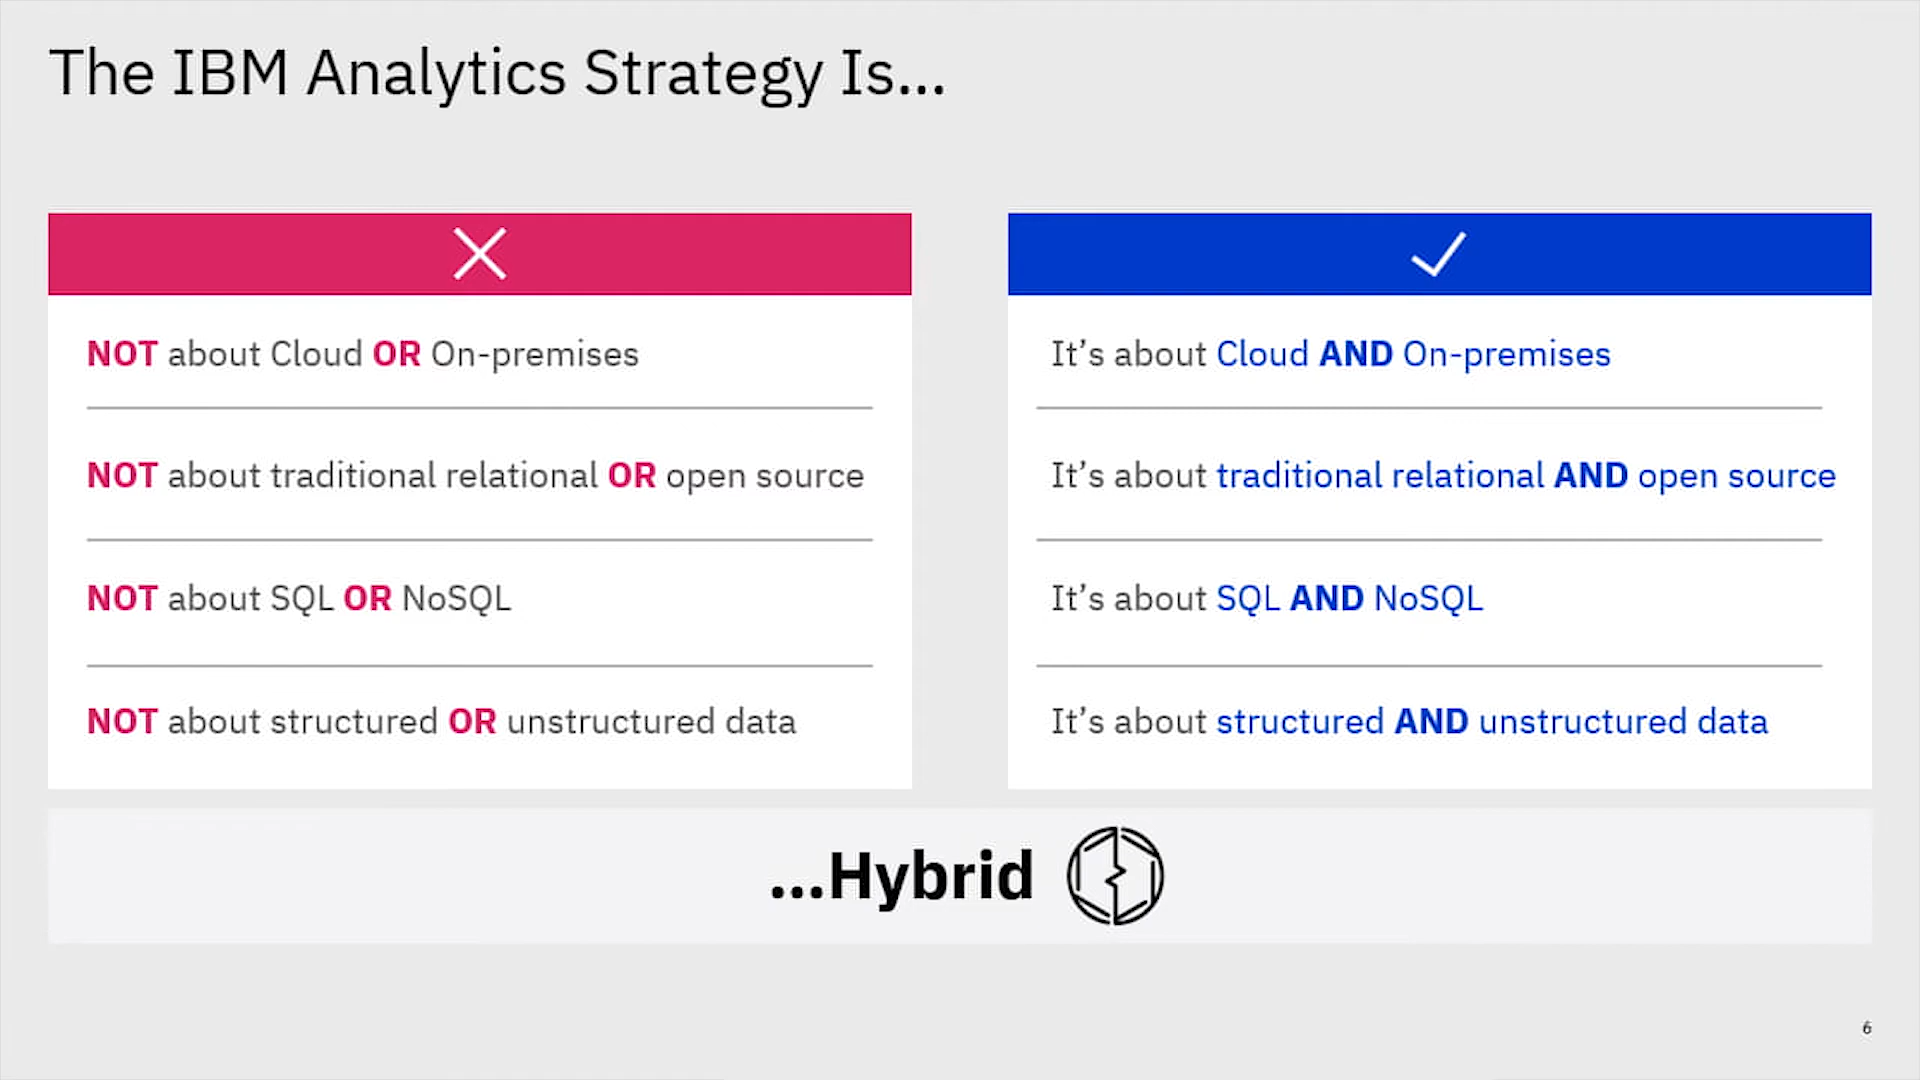 The IBM Analytics Strategy Is...
NOT about Cloud OR On-premises
NOT about traditional relational OR open source
NOT about SQL OR NoSQL
NOT about structured OR unstructured data
It’s about Cloud AND On-premises
It’s about traditional relational AND open source
It’s about SQL AND NoSQL
It’s about structured AND unstructured data
...Hybrid
6